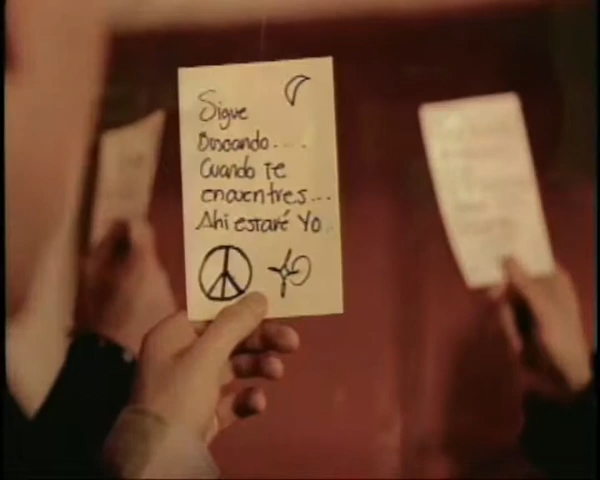 Sigue
Buscando....
Cuando Te
encuentres...
Ahi estaré Yo.